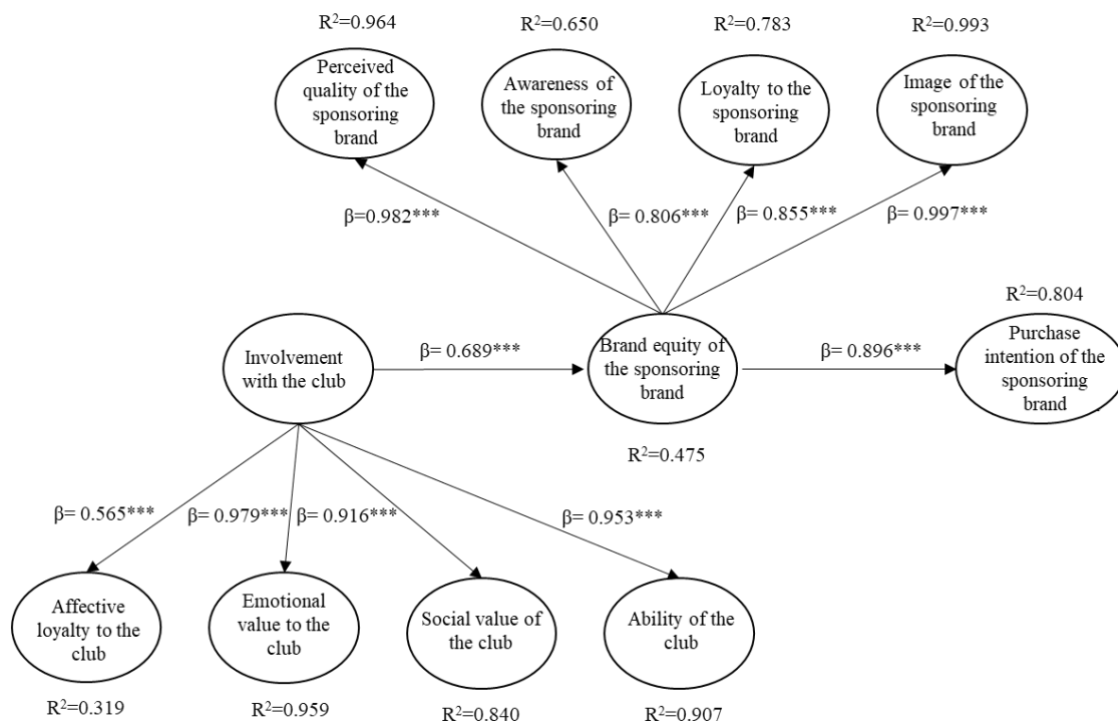 R²=0.964
R²=0.650
R²=0.783
R²=0.993
Perceived
quality of the
sponsoring
brand
Awareness of
the sponsoring
brand
Loyalty to the
sponsoring
brand
Image of the
sponsoring
brand
β=0.982***
β= 0.806***
β= 0.855***
β= 0.997***
R²=0.804
Involvement
with the club
β= 0.689***
Brand equity of
the sponsoring
brand
β= 0.896***
Purchase
intention of the
sponsoring
brand
R²=0.475
β= 0.565***
β= 0.979***
β= 0.916***
β= 0.953***
Affective
loyalty to the
club
Emotional
value to the
club
Social value of
the club
Ability of the
club
R²=0.319
R²=0.959
R²=0.840
R²=0.907